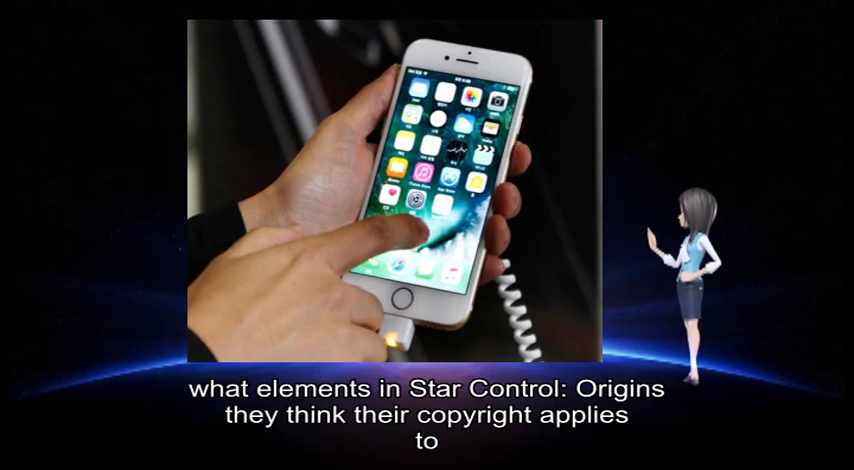 what elements in Star Control: Origins
they think their copyright applies
to